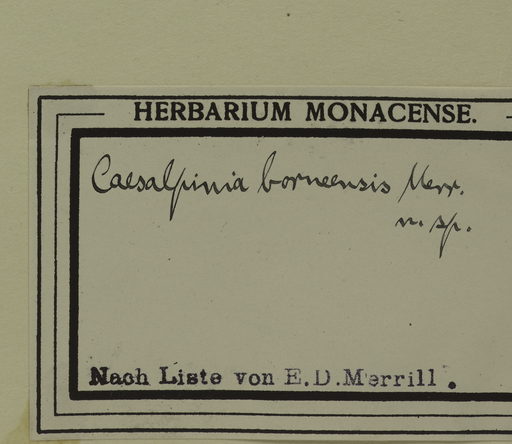 HERBARIUM MONACENSE.
Caesalpinia borneensis Merr.
n. sp.
Nach Liste von E.D.Merrill.